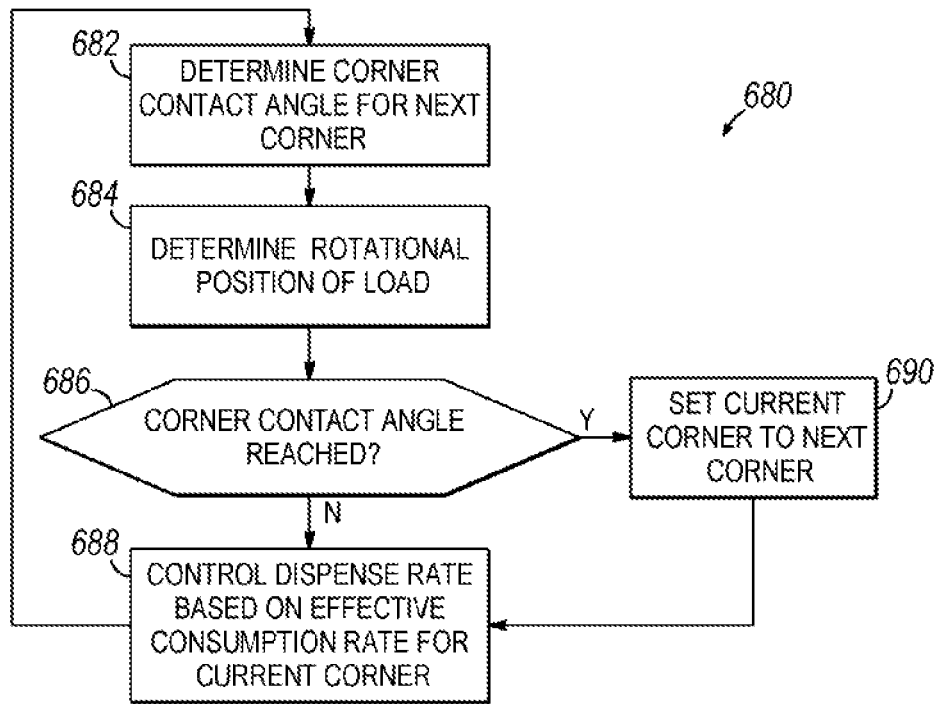 682
DETERMINE CORNER
CONTACT ANGLE FOR NEXT
CORNER
680
684
DETERMINE ROTATIONAL
POSITION OF LOAD
686
CORNER CONTACT ANGLE
REACHED?
Y
690
SET CURRENT
CORNER TO NEXT
CORNER
N
688
CONTROL DISPENSE RATE
BASED ON EFFECTIVE
CONSUMPTION RATE FOR
CURRENT CORNER